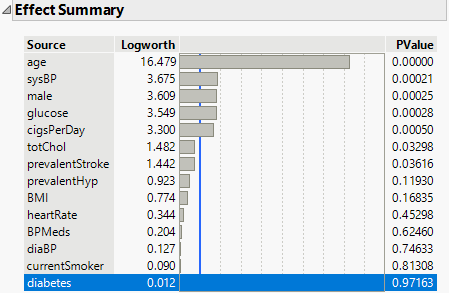 Effect Summary
Source Logworth PValue
age 16.479 0.00000
sysBP 3.675 0.00021
male 3.609 0.00025
glucose 3.549 0.00028
cigsPerDay 3.300 0.00050
totChol 1.482 0.03298
prevalentStroke 1.442 0.03616
prevalentHyp 0.923 0.11930
BMI 0.774 0.16835
heartRate 0.344 0.45298
BPMeds 0.204 0.62460
diaBP 0.127 0.74633
currentSmoker 0.090 0.81308
diabetes 0.012 0.97163